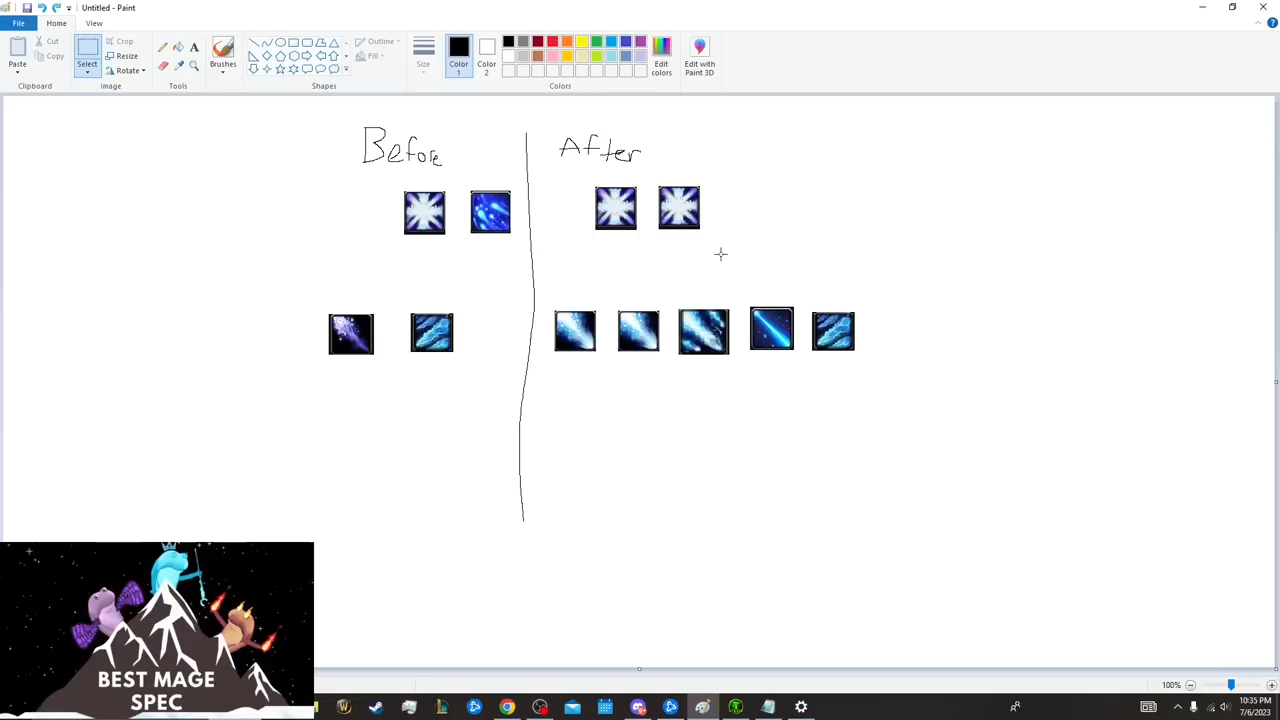 Untitled - Paint
File
Home
View
Paste
Cut
Copy
Clipboard
Select
Crop
Resize
Rotate
Image
Tools
Brushes
Shapes
Outline
Fill
Size
Color 1
Color 2
Colors
Edit colors
Edit with Paint 3D
Before
After
BEST MAGE
SPEC
100%
10:35 PM
7/6/2023